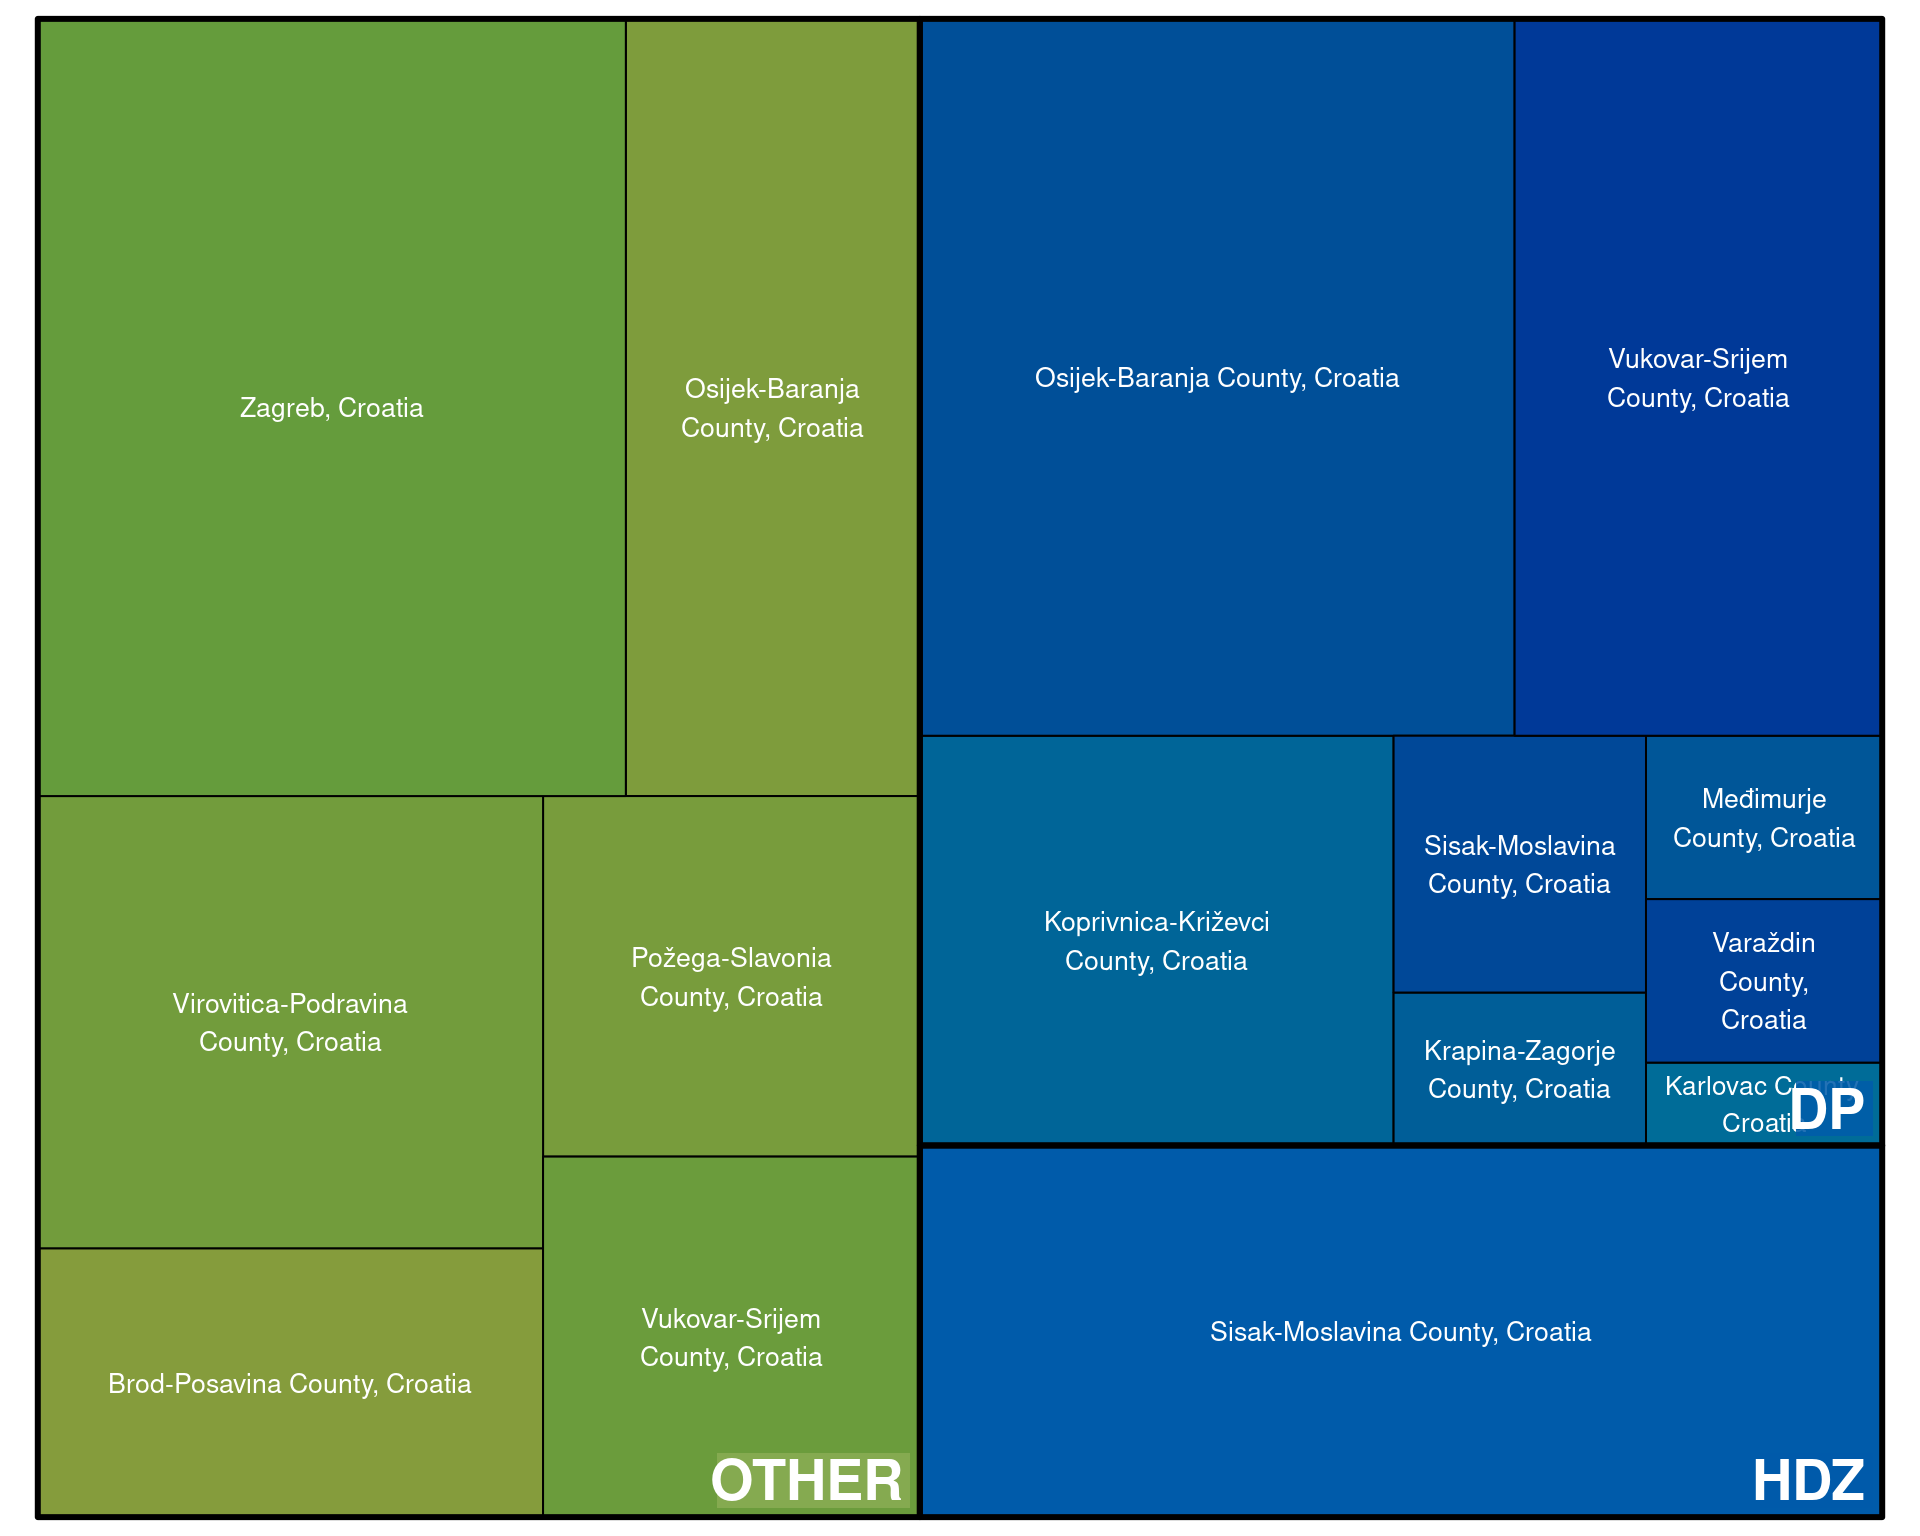 Zagreb, Croatia
Osijek-Baranja
County, Croatia
Virovitica-Podravina
County, Croatia
Požega-Slavonia
County, Croatia
Brod-Posavina County, Croatia
Vukovar-Srijem
County, Croatia
OTHER
Osijek-Baranja County, Croatia
Vukovar-Srijem
County, Croatia
Koprivnica-Križevci
County, Croatia
Sisak-Moslavina
County, Croatia
Krapina-Zagorje
County, Croatia
Međimurje
County, Croatia
Varaždin
County,
Croatia
Karlovac County,
Croatia
DP
Sisak-Moslavina County, Croatia
HDZ